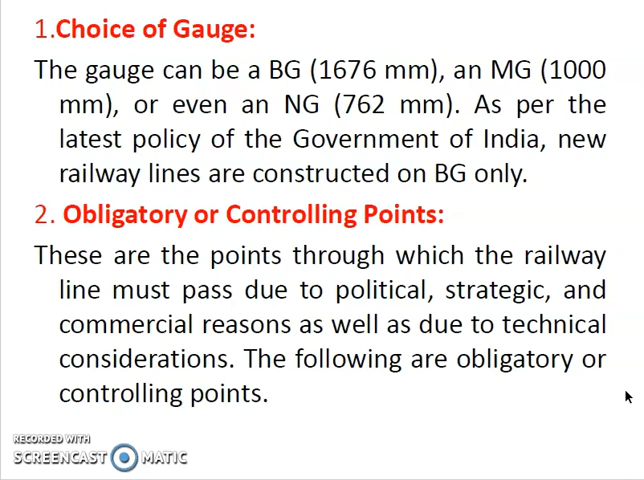 1.Choice of Gauge:
The gauge can be a BG (1676 mm), an MG (1000
mm), or even an NG (762 mm). As per the
latest policy of the Government of India, new
railway lines are constructed on BG only.
2. Obligatory or Controlling Points:
These are the points through which the railway
line must pass due to political, strategic, and
commercial reasons as well as due to technical
considerations. The following are obligatory or
controlling points.
RECORDED WITH
SCREENCAST MATIC